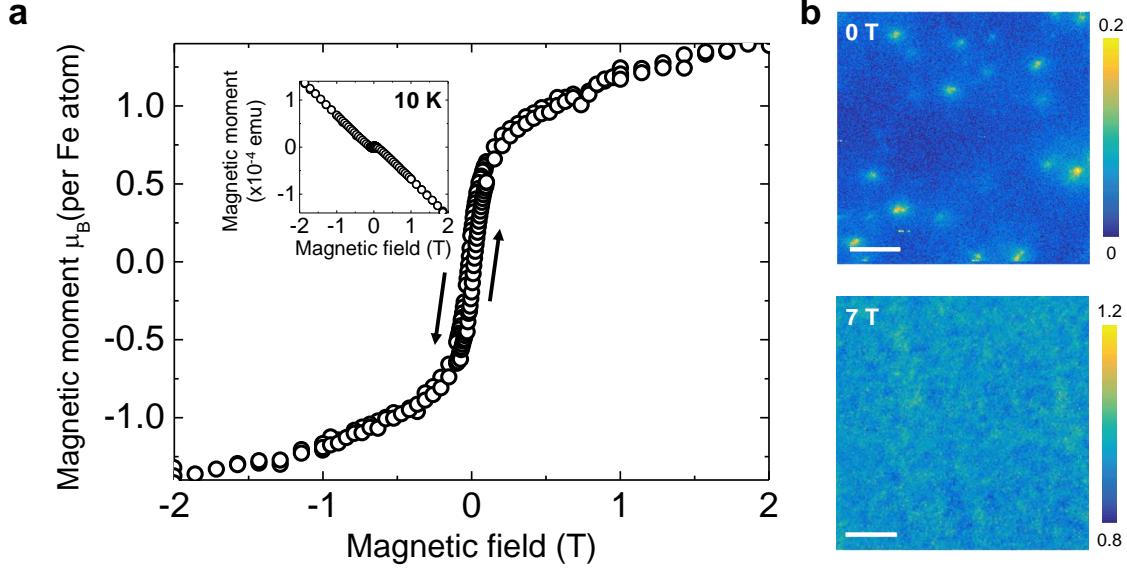 a
Magnetic moment μB(per Fe atom)
1.0
0.5
0.0
-0.5
-1.0
-2
-1
0
1
2
Magnetic field (T)
10 K
Magnetic moment
(x10-4 emu)
1
0
-1
-2
-1
0
1
2
Magnetic field (T)
b
0 T
0.2
0
7 T
1.2
0.8